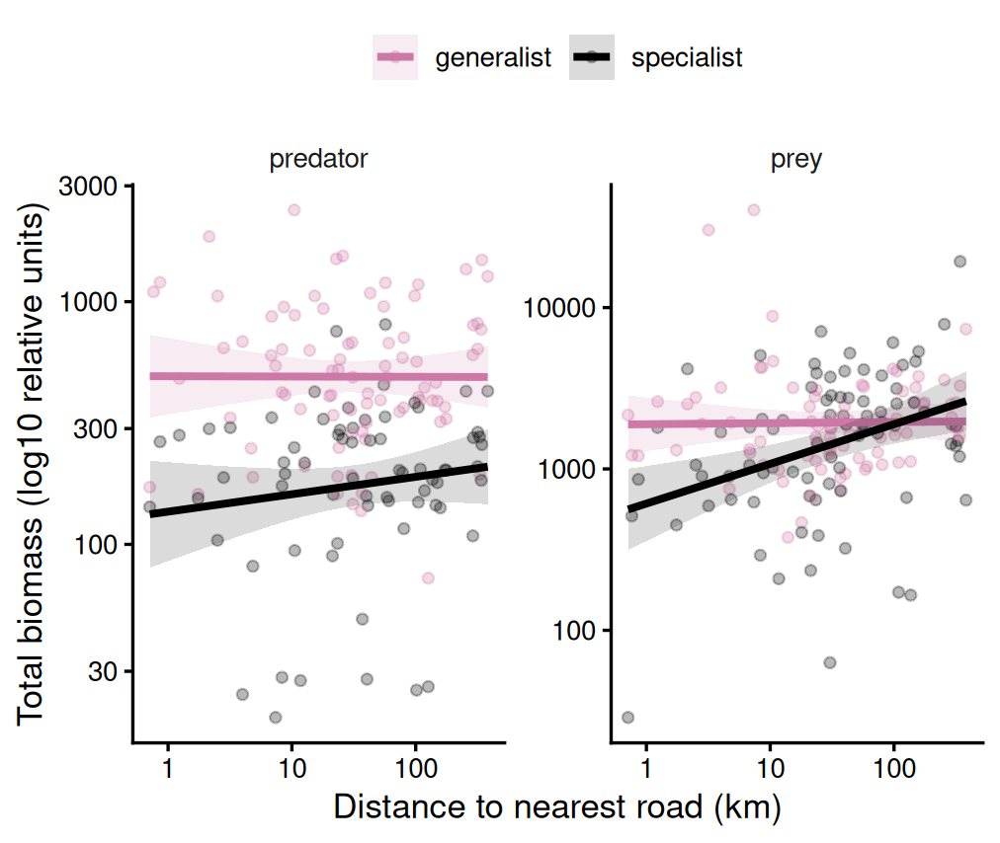 generalist specialist
predator prey
Total biomass (log10 relative units)
3000
1000
300
100
30
10000
1000
100
1 10 100
1 10 100
Distance to nearest road (km)